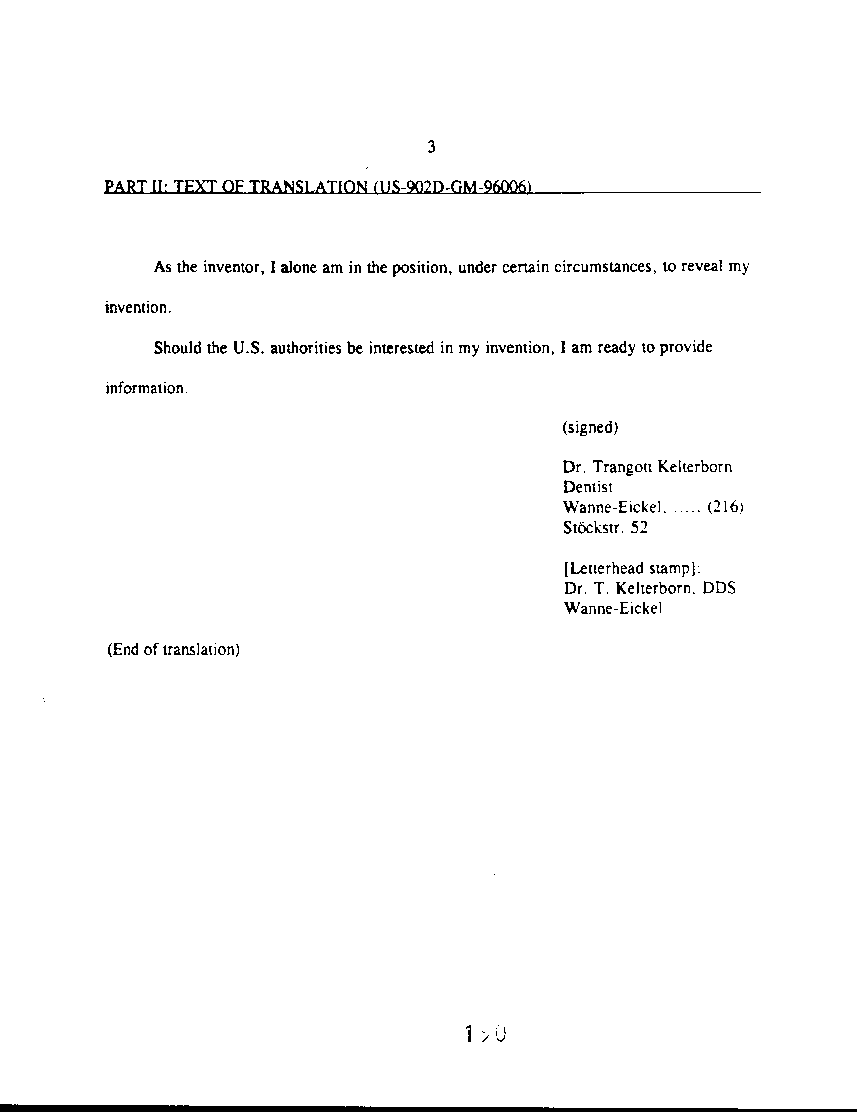 3
PART II: TEXT OF TRANSLATION (US-902D-GM-96006)
As the inventor, I alone am in the position, under certain circumstances, to reveal my
invention.
Should the U.S. authorities be interested in my invention, I am ready to provide
information.
(signed)
Dr. Trangott Kelterborn
Dentist
Wanne-Eickel, ..... (216)
Stöckstr. 52
[Letterhead stamp]:
Dr. T. Kelterborn, DDS
Wanne-Eickel
(End of translation)